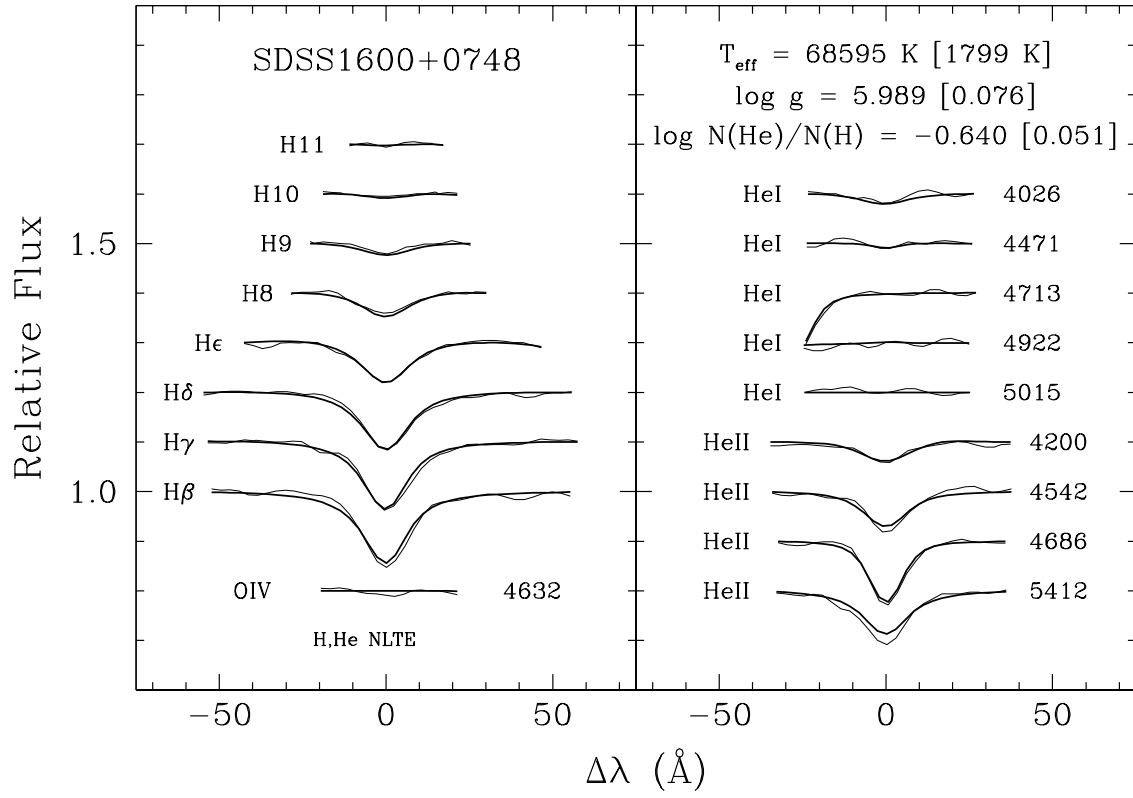 SDSS1600+0748
H11
H10
H9
H8
Hϵ
Hδ
Hγ
Hβ
OIV 4632
H,He NLTE
T_eff = 68595 K [1799 K]
log g = 5.989 [0.076]
log N(He)/N(H) = −0.640 [0.051]
HeI 4026
HeI 4471
HeI 4713
HeI 4922
HeI 5015
HeII 4200
HeII 4542
HeII 4686
HeII 5412
Relative Flux
1.5
1.0
−50 0 50 −50 0 50
Δλ (Å)